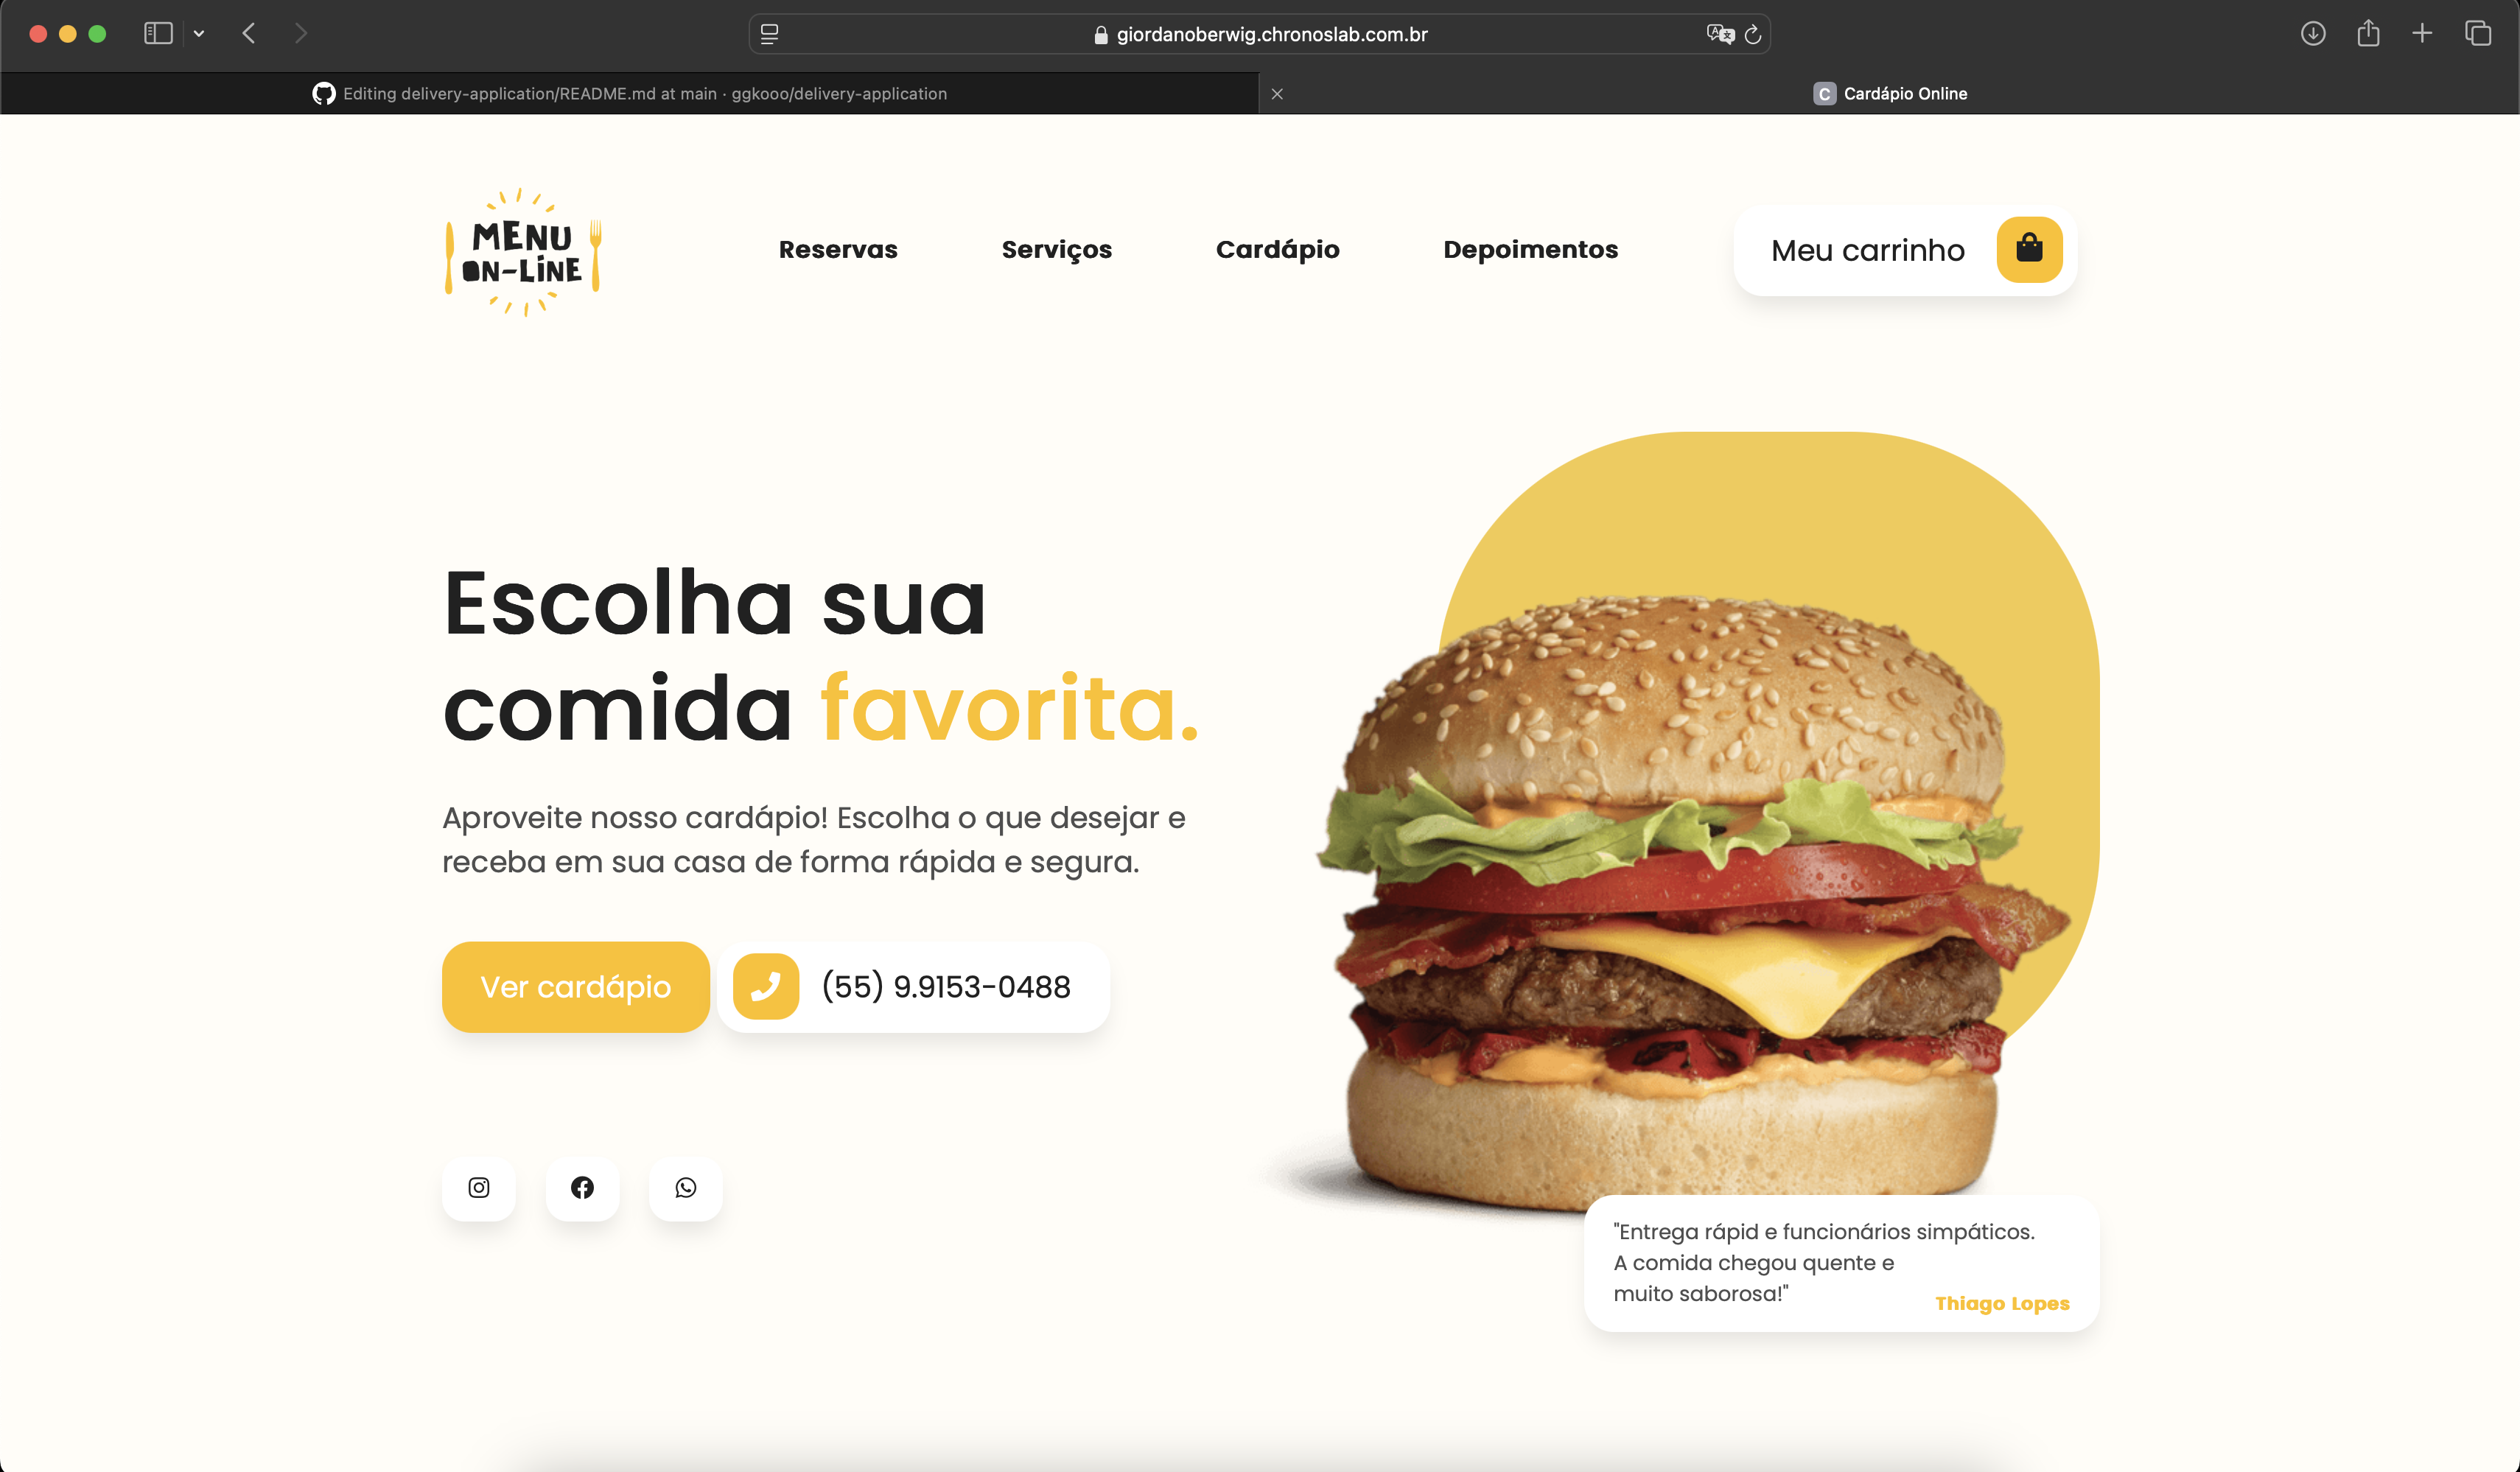 giordanoberwig.chronoslab.com.br
Editing delivery-application/README.md at main · ggkooo/delivery-application
C Cardápio Online
MENU
ON-LINE
Reservas
Serviços
Cardápio
Depoimentos
Meu carrinho
Escolha sua
comida favorita.
Aproveite nosso cardápio! Escolha o que desejar e
receba em sua casa de forma rápida e segura.
Ver cardápio
(55) 9.9153-0488
"Entrega rápid e funcionários simpáticos.
A comida chegou quente e
muito saborosa!"
Thiago Lopes